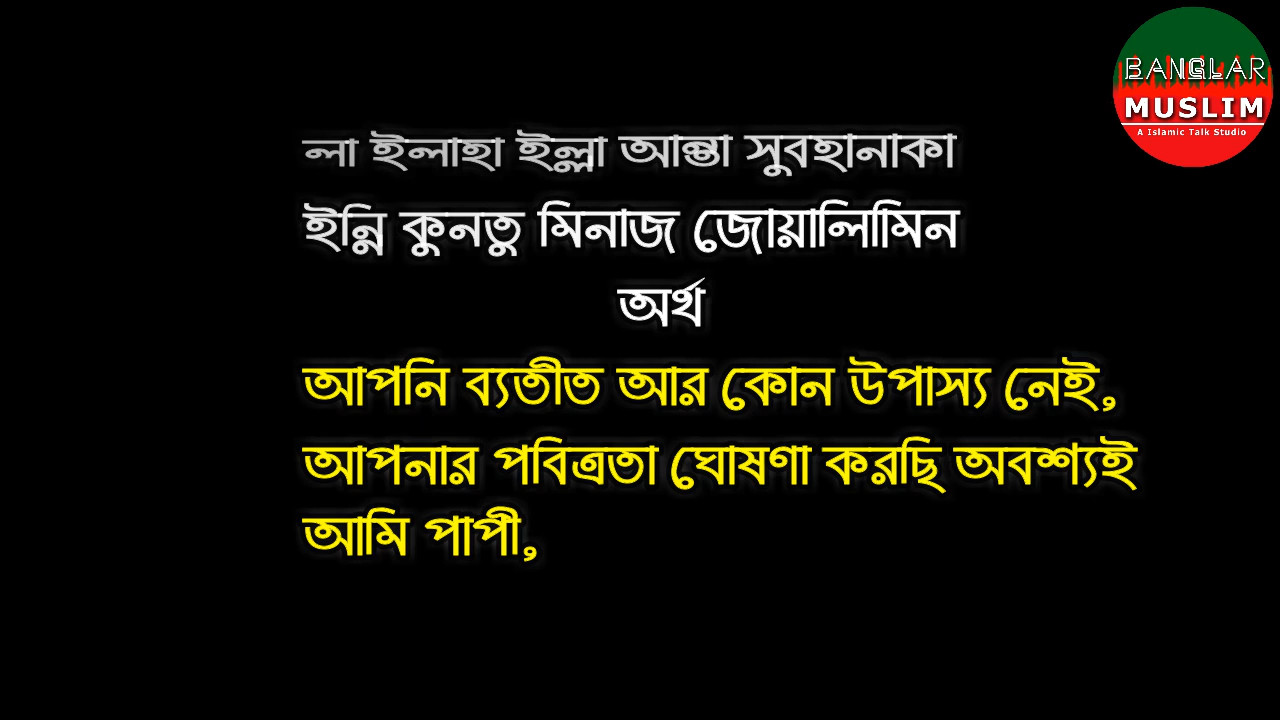 BANGLAR
MUSLIM
A Islamic Talk Studio
লা ইলাহা ইল্লা আন্তা সুবহানাকা
ইন্নি কুনতু মিনাজ জোয়ালিমিন
অর্থ
আপনি ব্যতীত আর কোন উপাস্য নেই,
আপনার পবিত্রতা ঘোষণা করছি অবশ্যই
আমি পাপী,